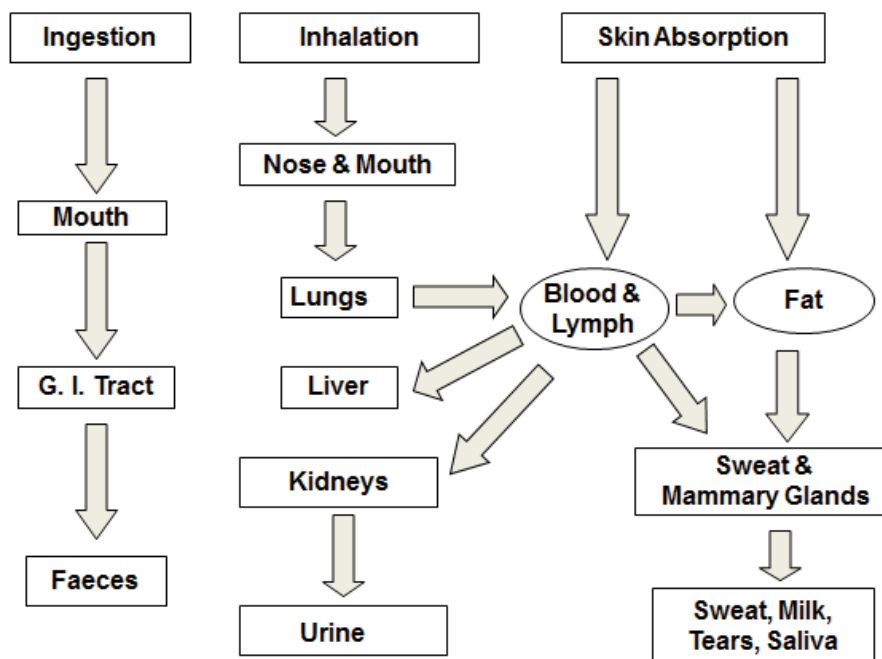 Ingestion
Inhalation
Skin Absorption
Nose & Mouth
Mouth
Lungs
Blood &
Lymph
Fat
G. I. Tract
Liver
Kidneys
Sweat &
Mammary Glands
Faeces
Urine
Sweat, Milk,
Tears, Saliva